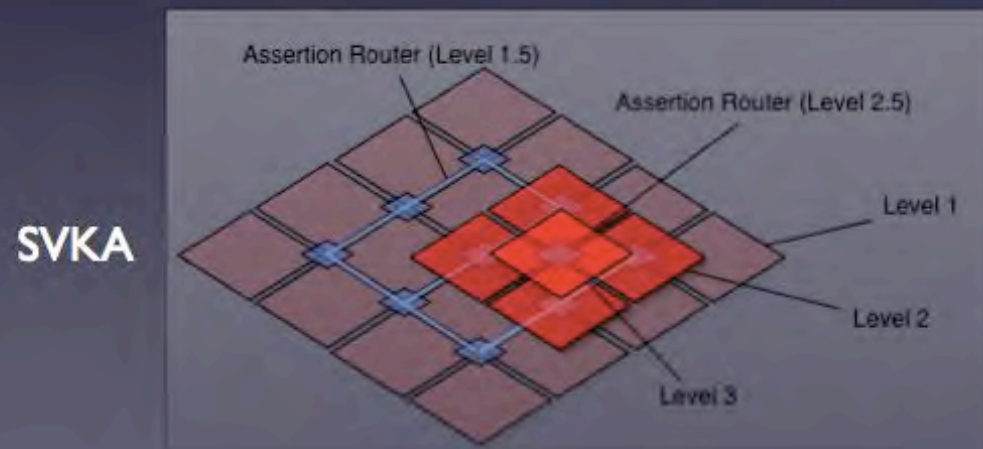 Assertion Router (Level 1.5)
Assertion Router (Level 2.5)
Level 1
SVKA
Level 2
Level 3